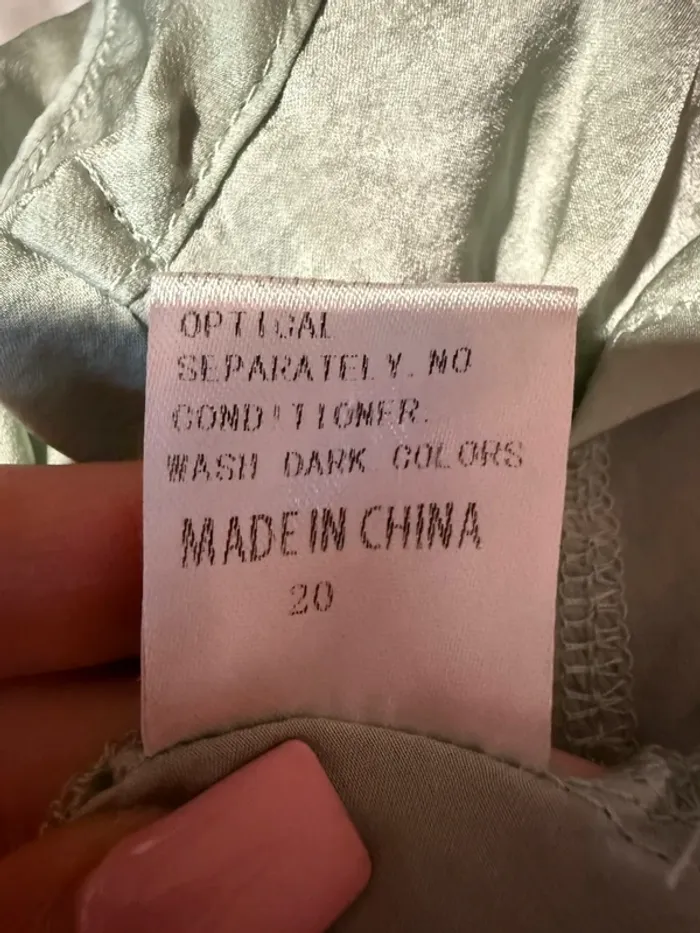 OPTICAL
SEPARATELY. NO
CONDITIONER.
WASH DARK COLORS
MADE IN CHINA
20